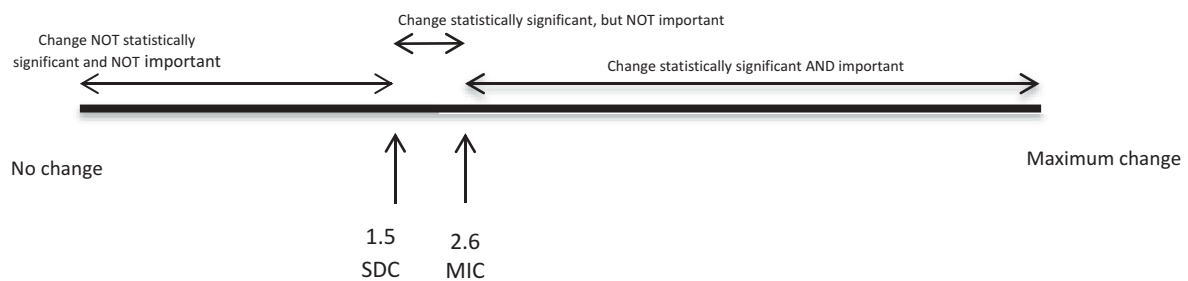 Change statistically significant, but NOT important
Change NOT statistically
significant and NOT important
Change statistically significant AND important
No change
Maximum change
1.5
SDC
2.6
MIC